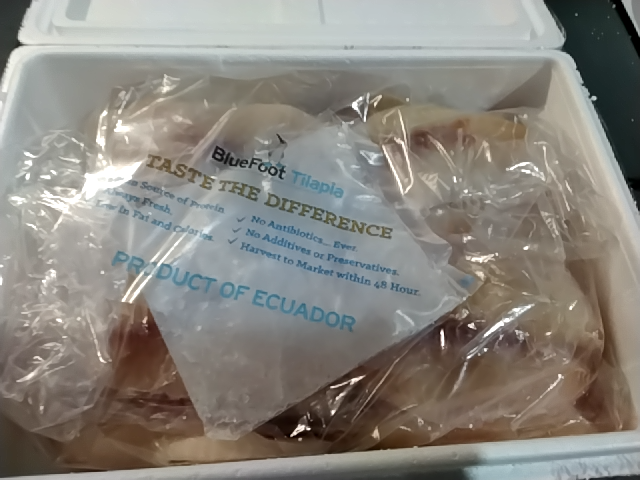 BlueFoot Tilapia
TASTE THE DIFFERENCE
Source of protein
Fresh,
Low in Fat and Calories.
✓ No Antibiotics... Ever.
✓ No Additives or Preservatives.
✓ Harvest to Market within 48 Hour.
PRODUCT OF ECUADOR